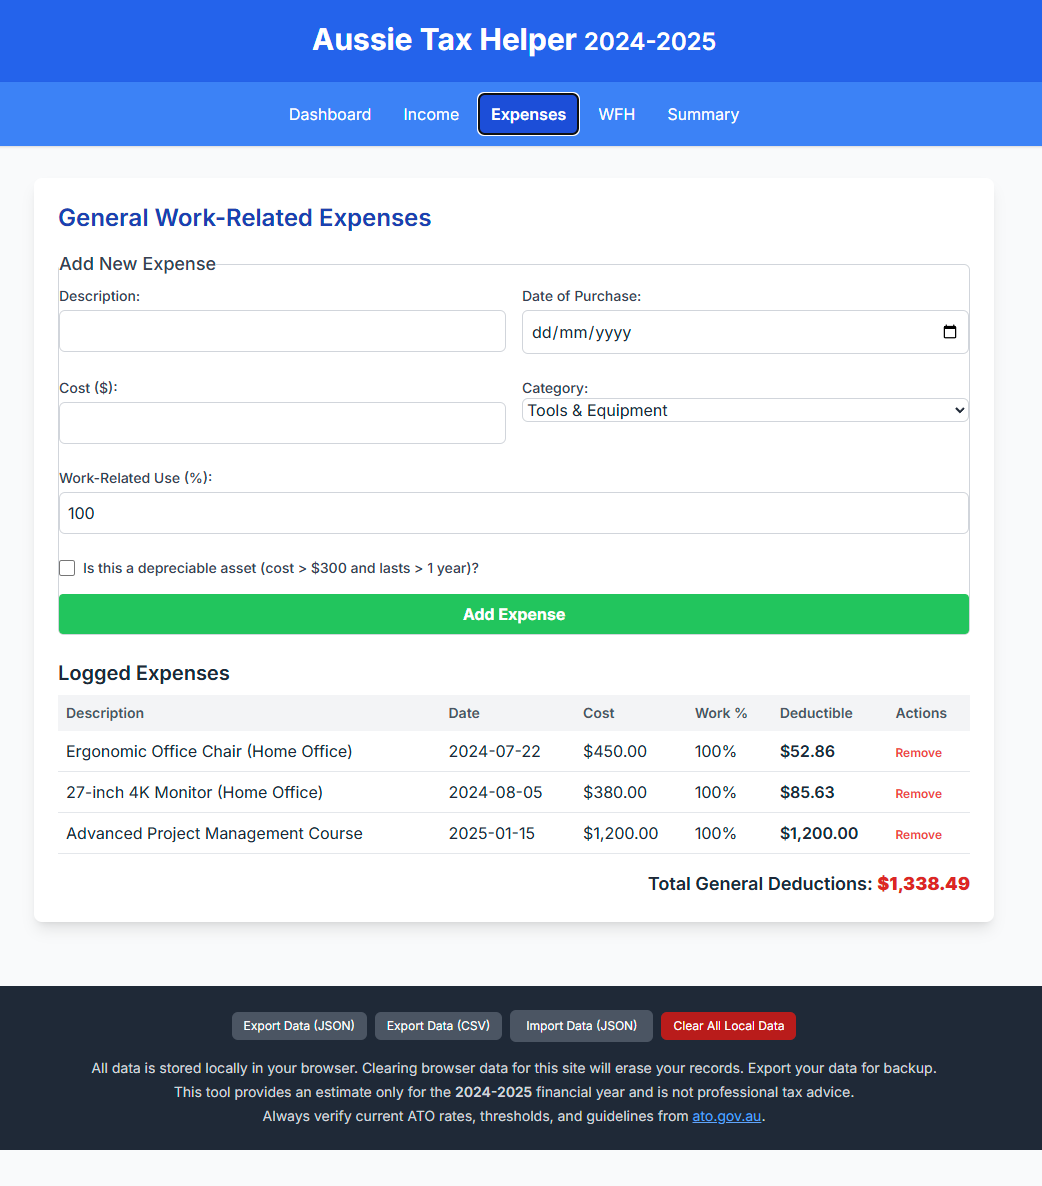 Aussie Tax Helper 2024-2025
Dashboard Income Expenses WFH Summary
General Work-Related Expenses
Add New Expense
Description: Date of Purchase:
dd/mm/yyyy
Cost ($): Category:
Tools & Equipment
Work-Related Use (%):
100
Is this a depreciable asset (cost > $300 and lasts > 1 year)?
Add Expense
Logged Expenses
Description Date Cost Work % Deductible Actions
Ergonomic Office Chair (Home Office) 2024-07-22 $450.00 100% $52.86 Remove
27-inch 4K Monitor (Home Office) 2024-08-05 $380.00 100% $85.63 Remove
Advanced Project Management Course 2025-01-15 $1,200.00 100% $1,200.00 Remove
Total General Deductions: $1,338.49
Export Data (JSON) Export Data (CSV) Import Data (JSON) Clear All Local Data
All data is stored locally in your browser. Clearing browser data for this site will erase your records. Export your data for backup.
This tool provides an estimate only for the 2024-2025 financial year and is not professional tax advice.
Always verify current ATO rates, thresholds, and guidelines from ato.gov.au.